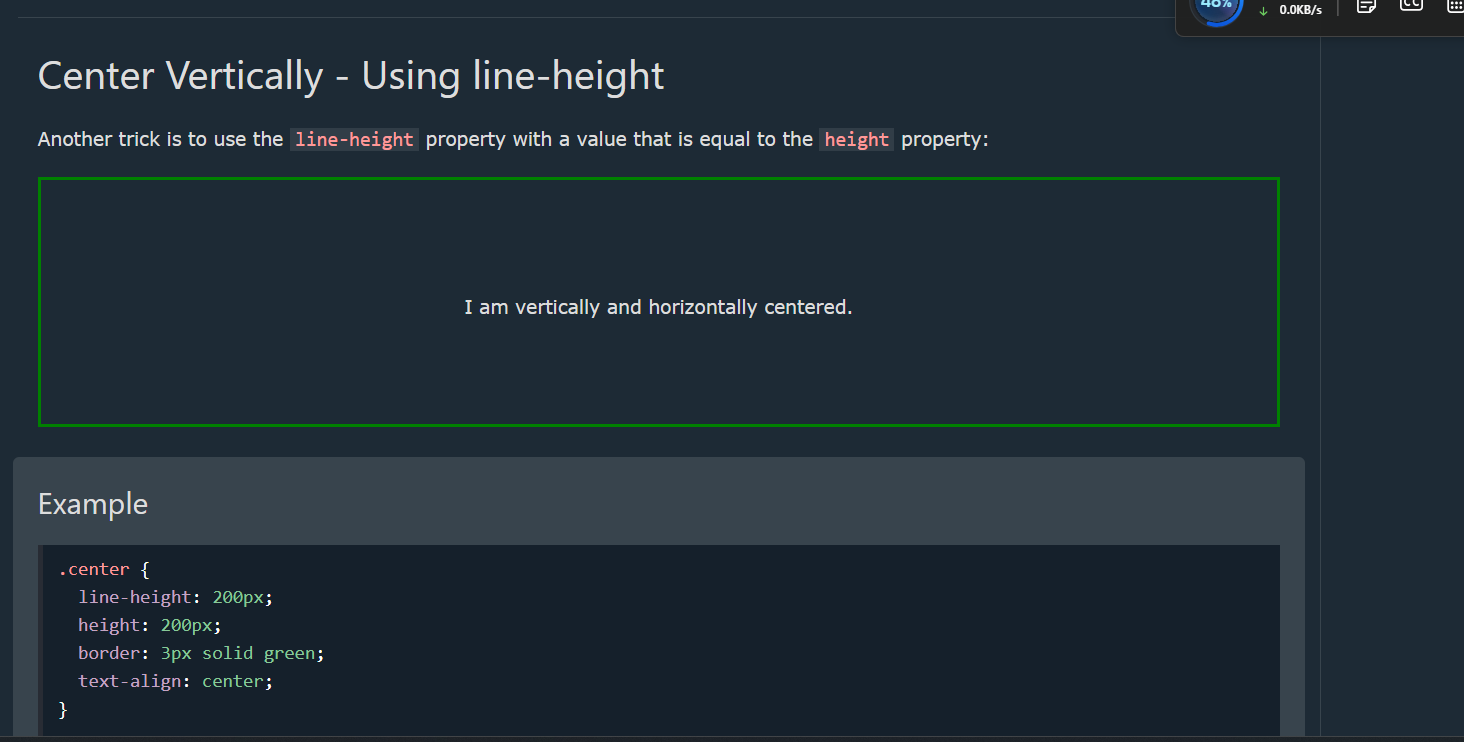 48%
↓ 0.0KB/s
CC
Center Vertically - Using line-height
Another trick is to use the line-height property with a value that is equal to the height property:
I am vertically and horizontally centered.
Example
.center {
  line-height: 200px;
  height: 200px;
  border: 3px solid green;
  text-align: center;
}